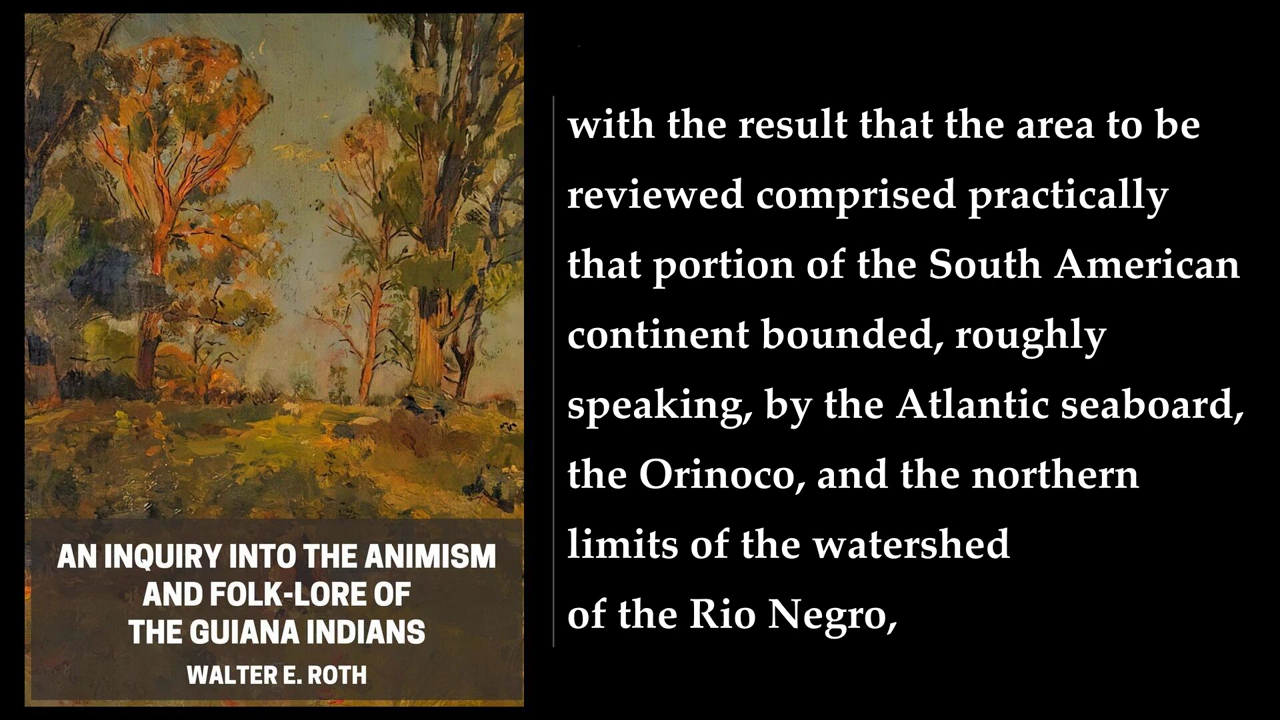 AN INQUIRY INTO THE ANIMISM
AND FOLK-LORE OF
THE GUIANA INDIANS
WALTER E. ROTH
with the result that the area to be
reviewed comprised practically
that portion of the South American
continent bounded, roughly
speaking, by the Atlantic seaboard,
the Orinoco, and the northern
limits of the watershed
of the Rio Negro,